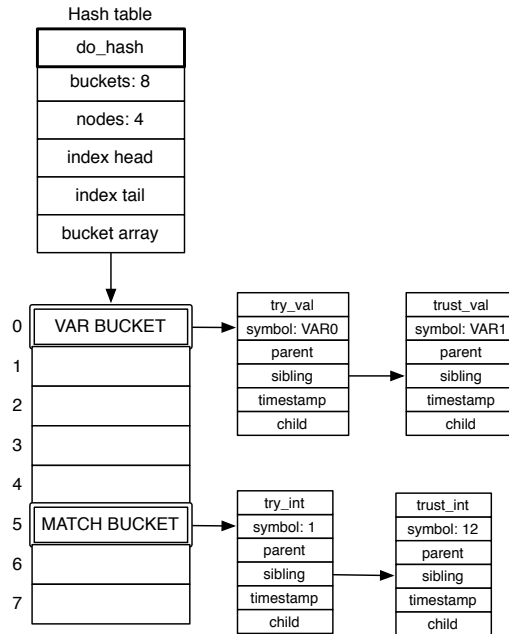 Hash table
do_hash
buckets: 8
nodes: 4
index head
index tail
bucket array
0
VAR BUCKET
1
2
3
4
5
MATCH BUCKET
6
7
try_val
symbol: VAR0
parent
sibling
timestamp
child
trust_val
symbol: VAR1
parent
sibling
timestamp
child
try_int
symbol: 1
parent
sibling
timestamp
child
trust_int
symbol: 12
parent
sibling
timestamp
child